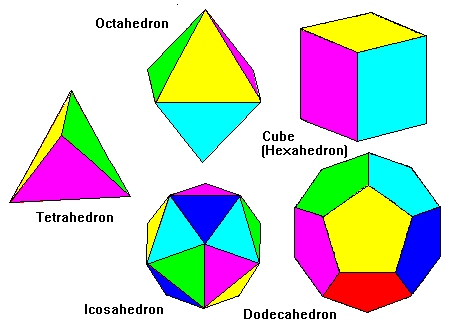 Octahedron
Cube
(Hexahedron)
Tetrahedron
Icosahedron
Dodecahedron